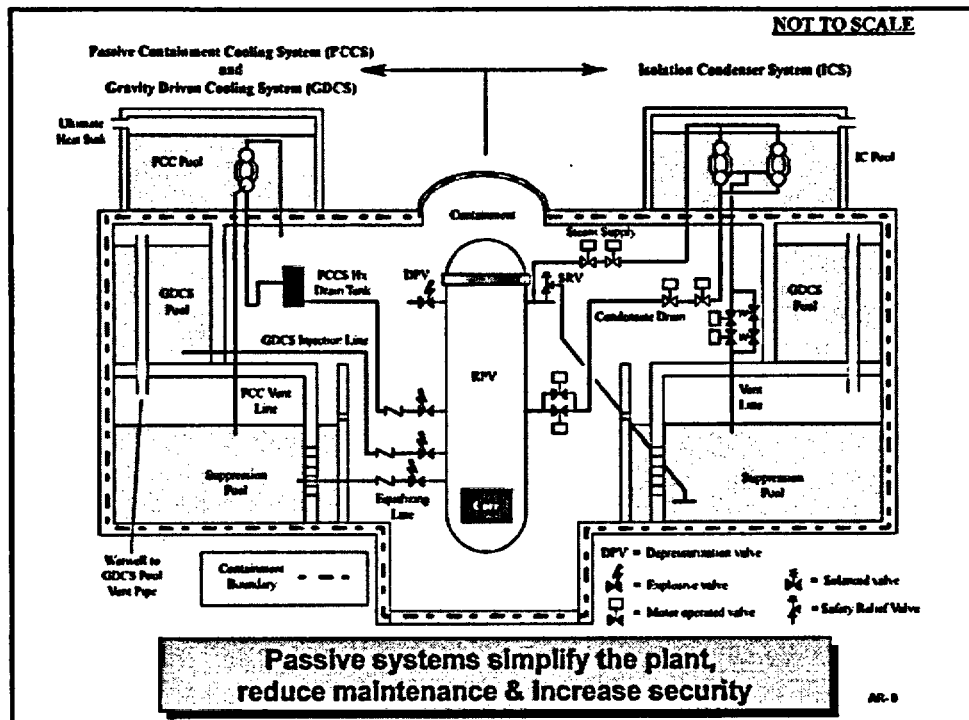 NOT TO SCALE
Passive Containment Cooling System (PCCS)
and
Gravity Driven Cooling System (GDCS)
Isolation Condenser System (ICS)
Ultimate
Heat Sink
PCC Pool
IC Pool
Containment
Steam Supply
DPV
SRV
PCCS Hx
Drain Tank
GDCS
Pool
GDCS
Pool
Condensate Drain
GDCS Injection Line
RPV
PCC Vent
Line
Vent
Line
Suppression
Pool
Suppression
Pool
Core
Equalizing
Line
Wetwell to
GDCS Pool
Vent Pipe
Containment
Boundary
DPV = Depressurization valve
= Explosive valve
= Solenoid valve
= Motor operated valve
= Safety Relief Valve
Passive systems simplify the plant,
reduce maintenance & increase security